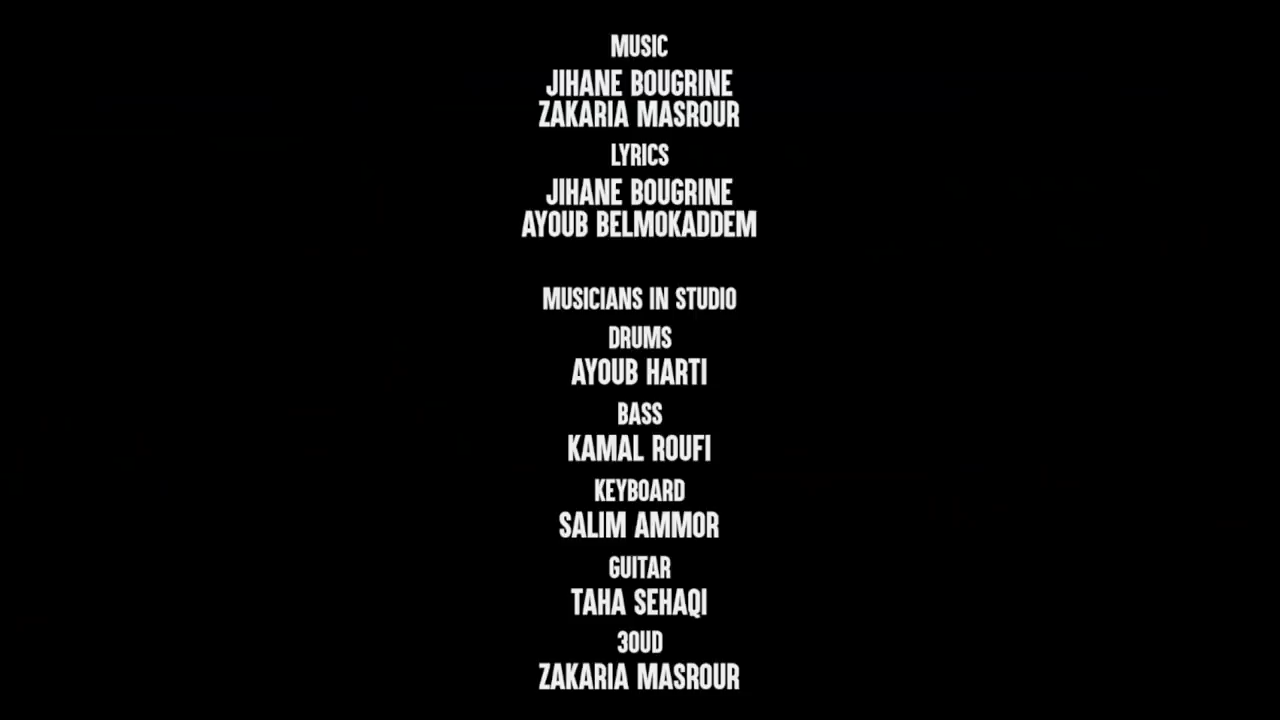 MUSIC
JIHANE BOUGRINE
ZAKARIA MASROUR
LYRICS
JIHANE BOUGRINE
AYOUB BELMOKADDEM
MUSICIANS IN STUDIO
DRUMS
AYOUB HARTI
BASS
KAMAL ROUFI
KEYBOARD
SALIM AMMOR
GUITAR
TAHA SEHAQI
3OUD
ZAKARIA MASROUR